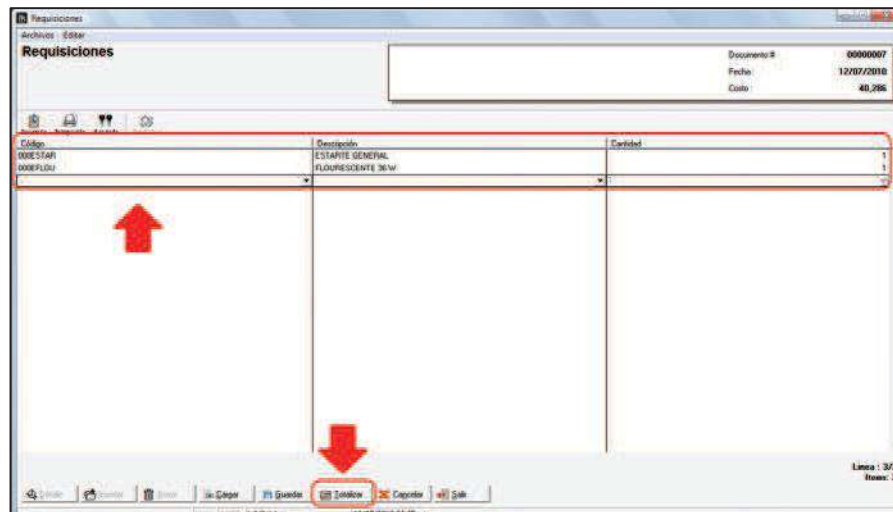 Requisiciones
Archivos Editar
Requisiciones
Documento # 00000007
Fecha 12/07/2010
Costo 40,286
Código Descripción Cantidad
000ESTAR ESTARTE GENERAL 1
000EFLOU FLOURESCENTE 36 W 1
Linea : 3/
Items:
Cargar Guardar Totalizar Cancelar Salir